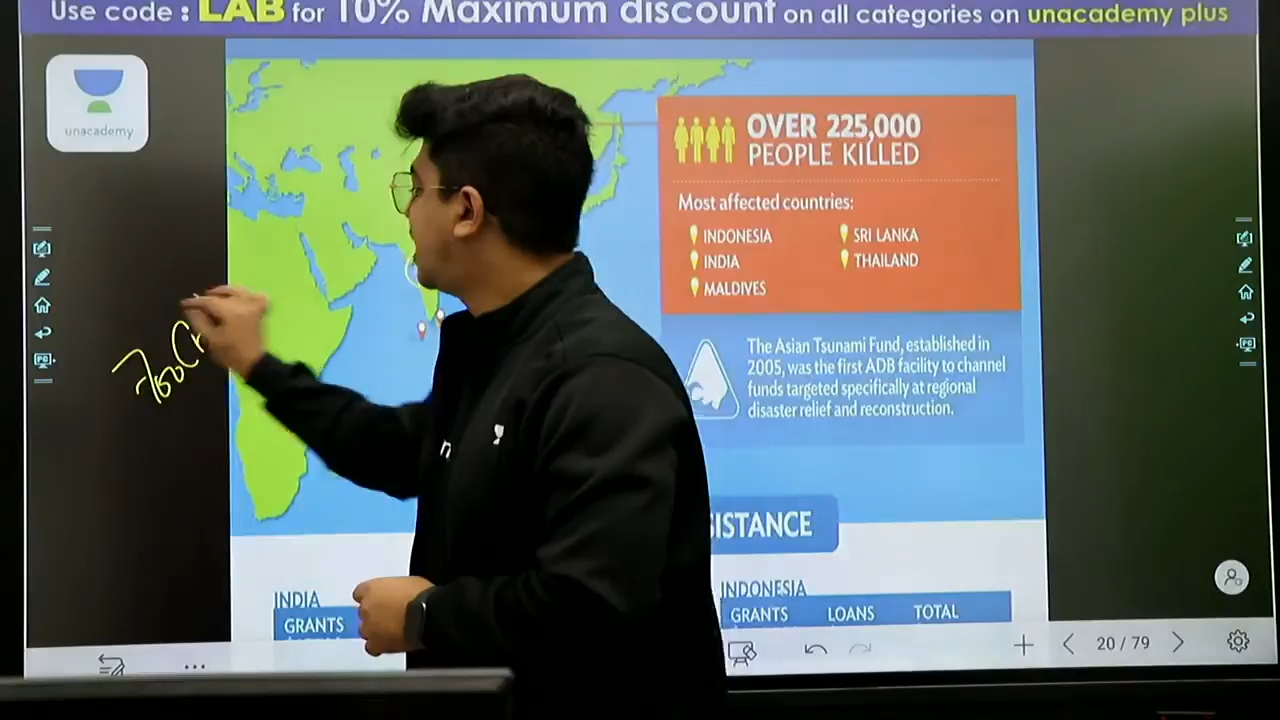 Use code : LAB for 10% Maximum discount on all categories on unacademy plus
unacademy
OVER 225,000
PEOPLE KILLED
Most affected countries:
INDONESIA
SRI LANKA
INDIA
THAILAND
MALDIVES
The Asian Tsunami Fund, established in
2005, was the first ADB facility to channel
funds targeted specifically at regional
disaster relief and reconstruction.
INDIA
GRANTS
INDONESIA
GRANTS LOANS TOTAL
20 / 79